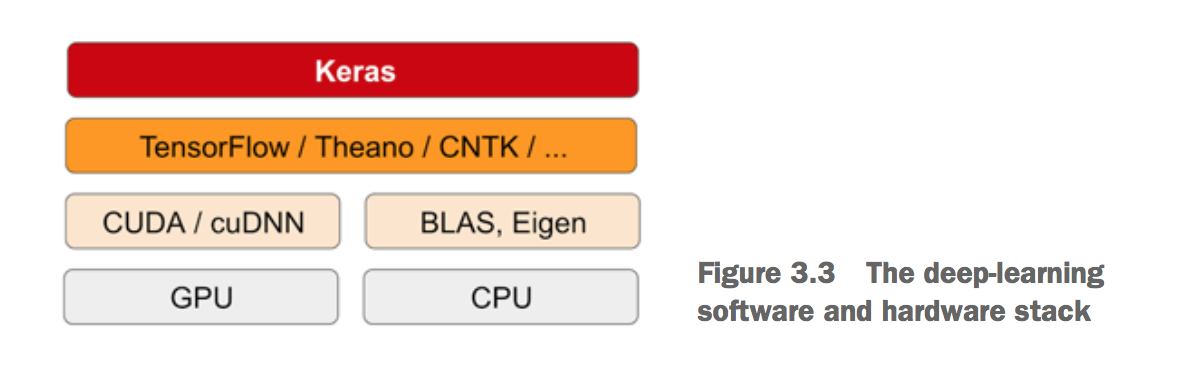 Keras
TensorFlow / Theano / CNTK / ...
CUDA / cuDNN
BLAS, Eigen
GPU
CPU
Figure 3.3 The deep-learning
software and hardware stack